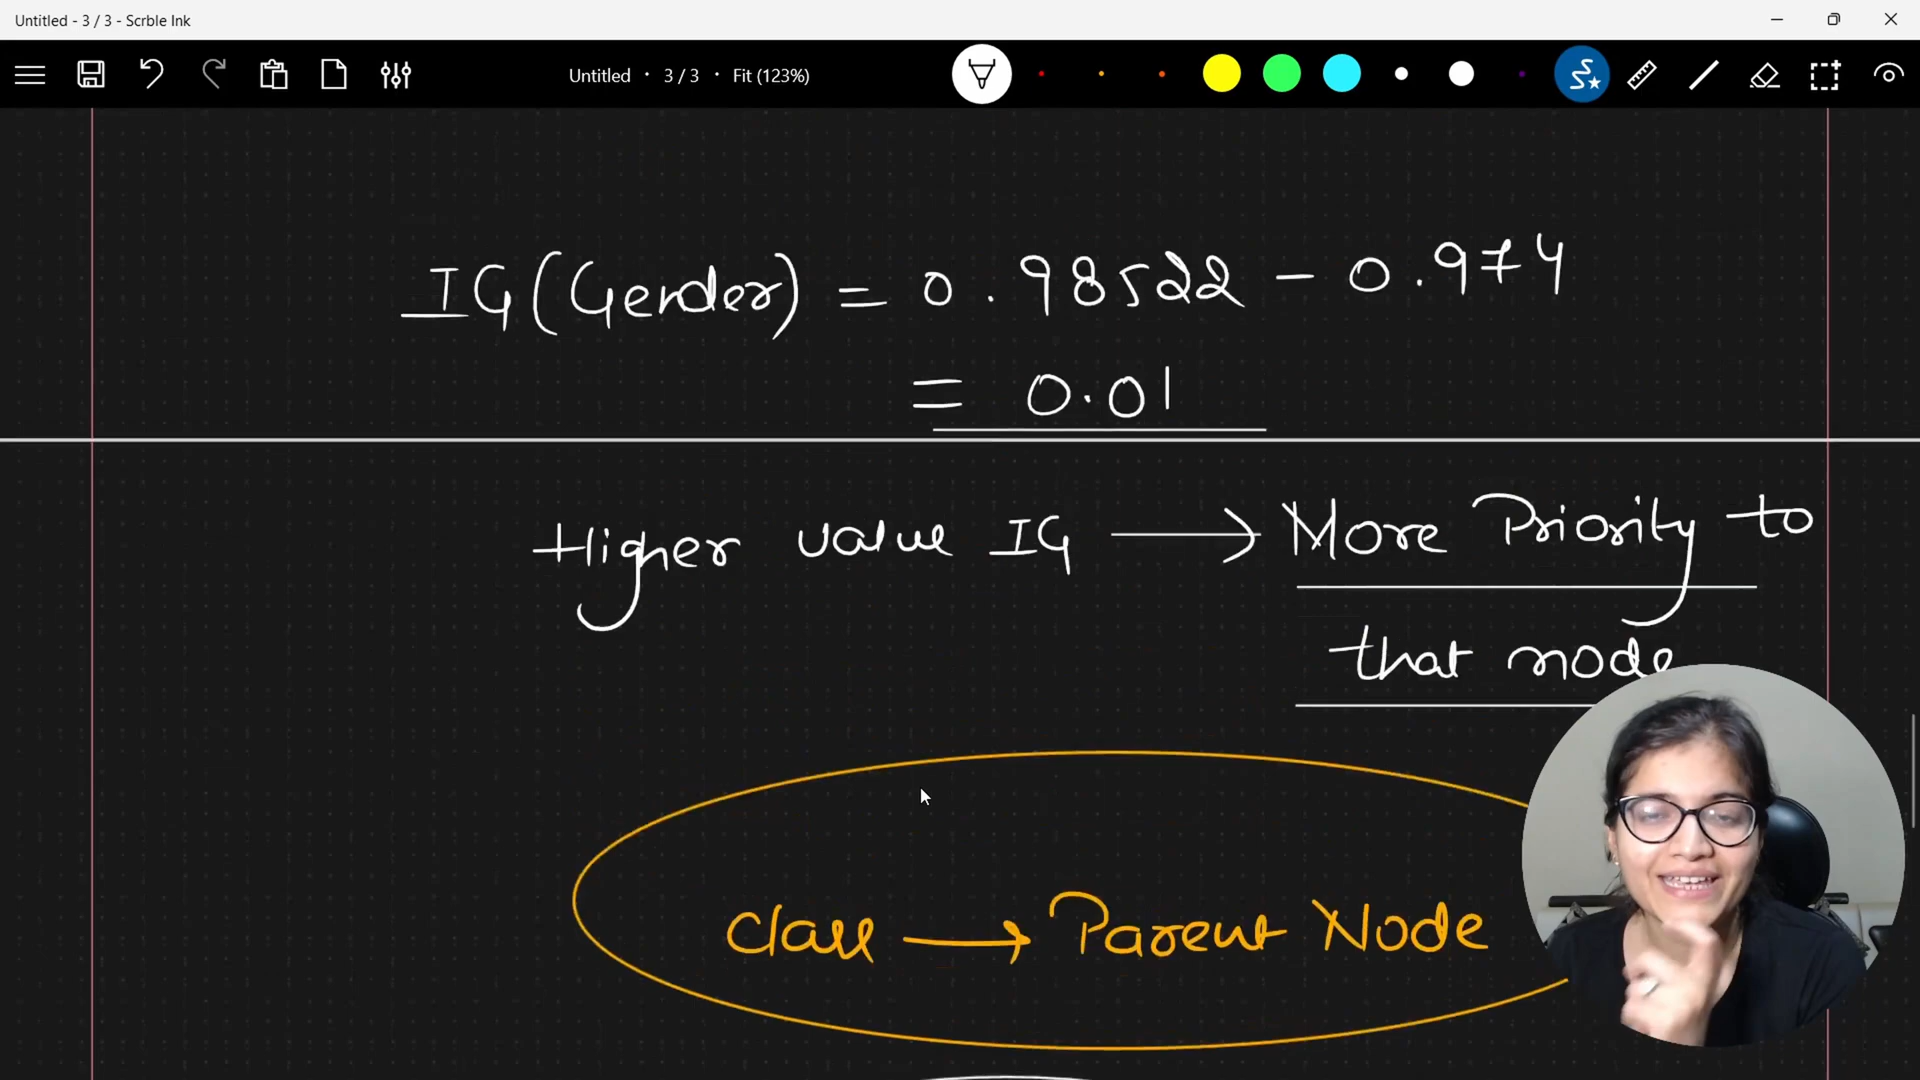 Untitled - 3 / 3 - Scrble Ink
Untitled • 3 / 3 • Fit (123%)
IG(Gender) = 0.98522 - 0.974
= 0.01
Higher value IG → More Priority to
that node
Class → Parent Node